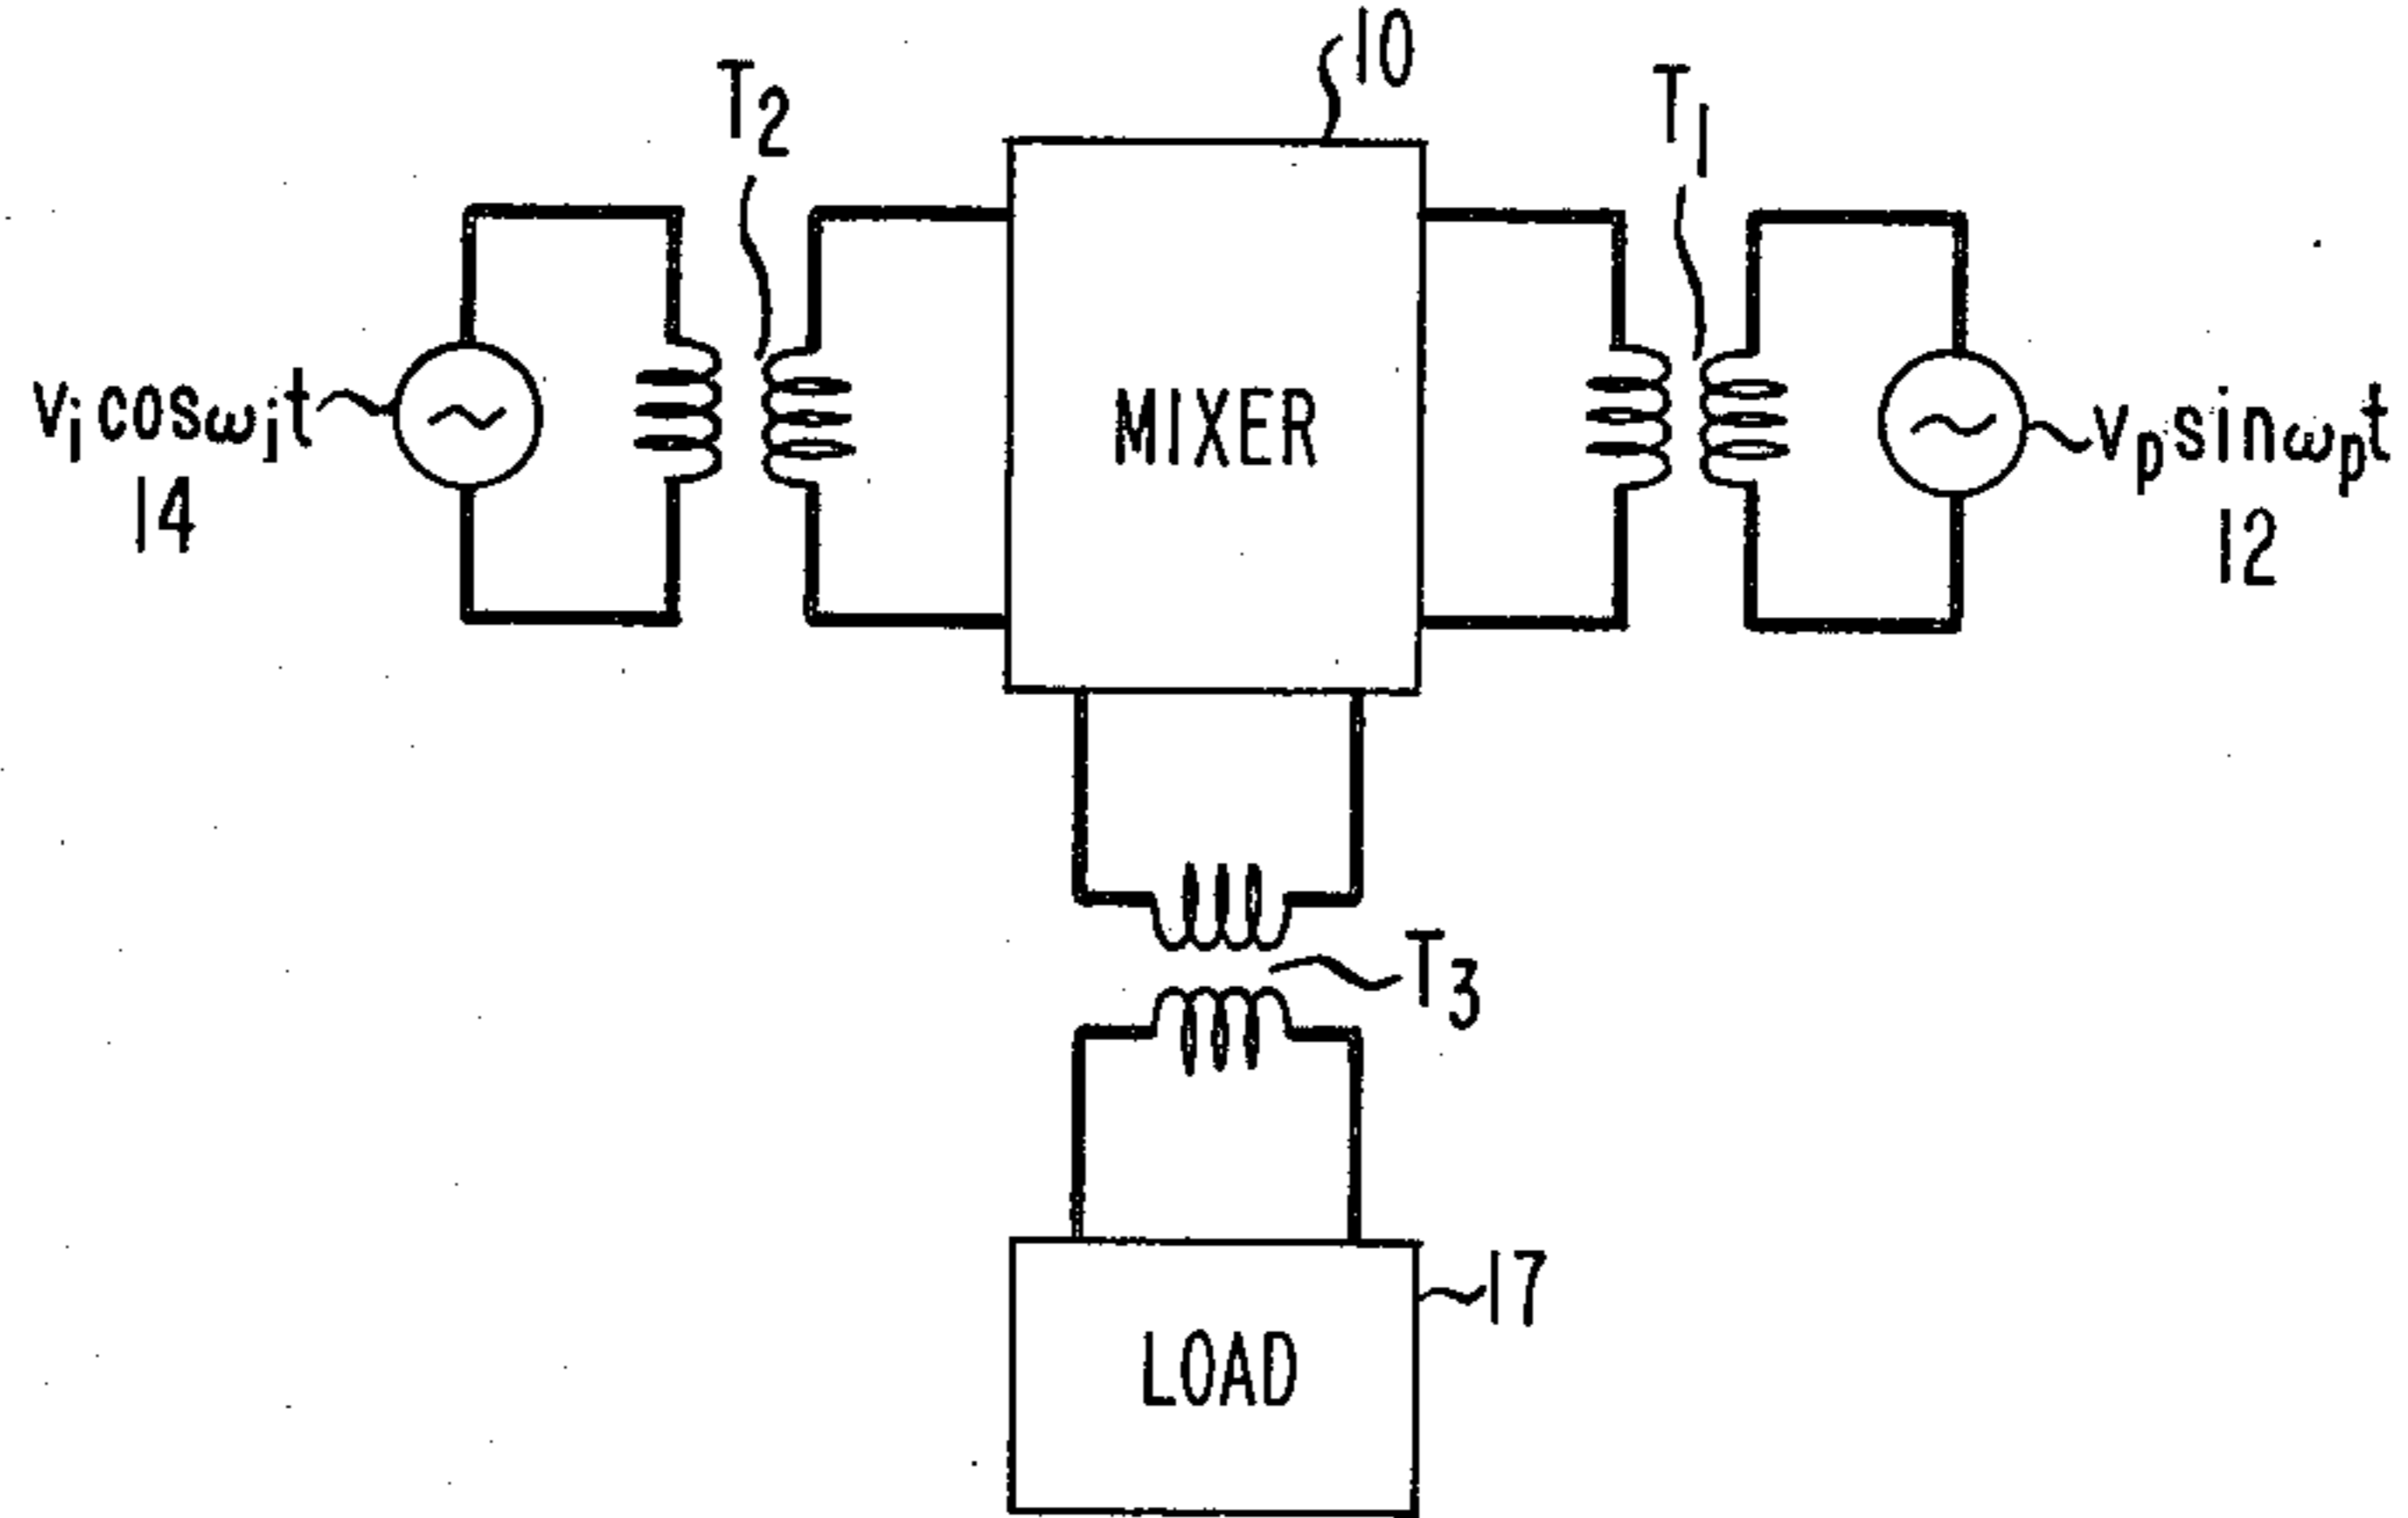 10
T2
T1
MIXER
vi cosωit
14
vp sinωpt
12
T3
17
LOAD